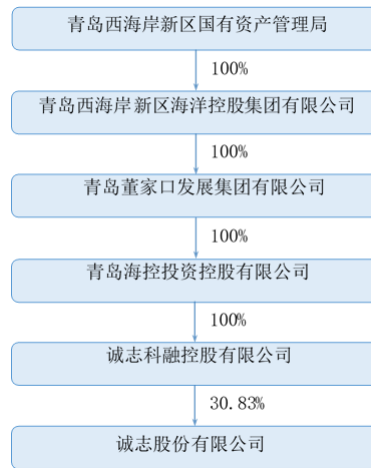 青岛西海岸新区国有资产管理局
100%
青岛西海岸新区海洋控股集团有限公司
100%
青岛董家口发展集团有限公司
100%
青岛海控投资控股有限公司
100%
诚志科融控股有限公司
30.83%
诚志股份有限公司